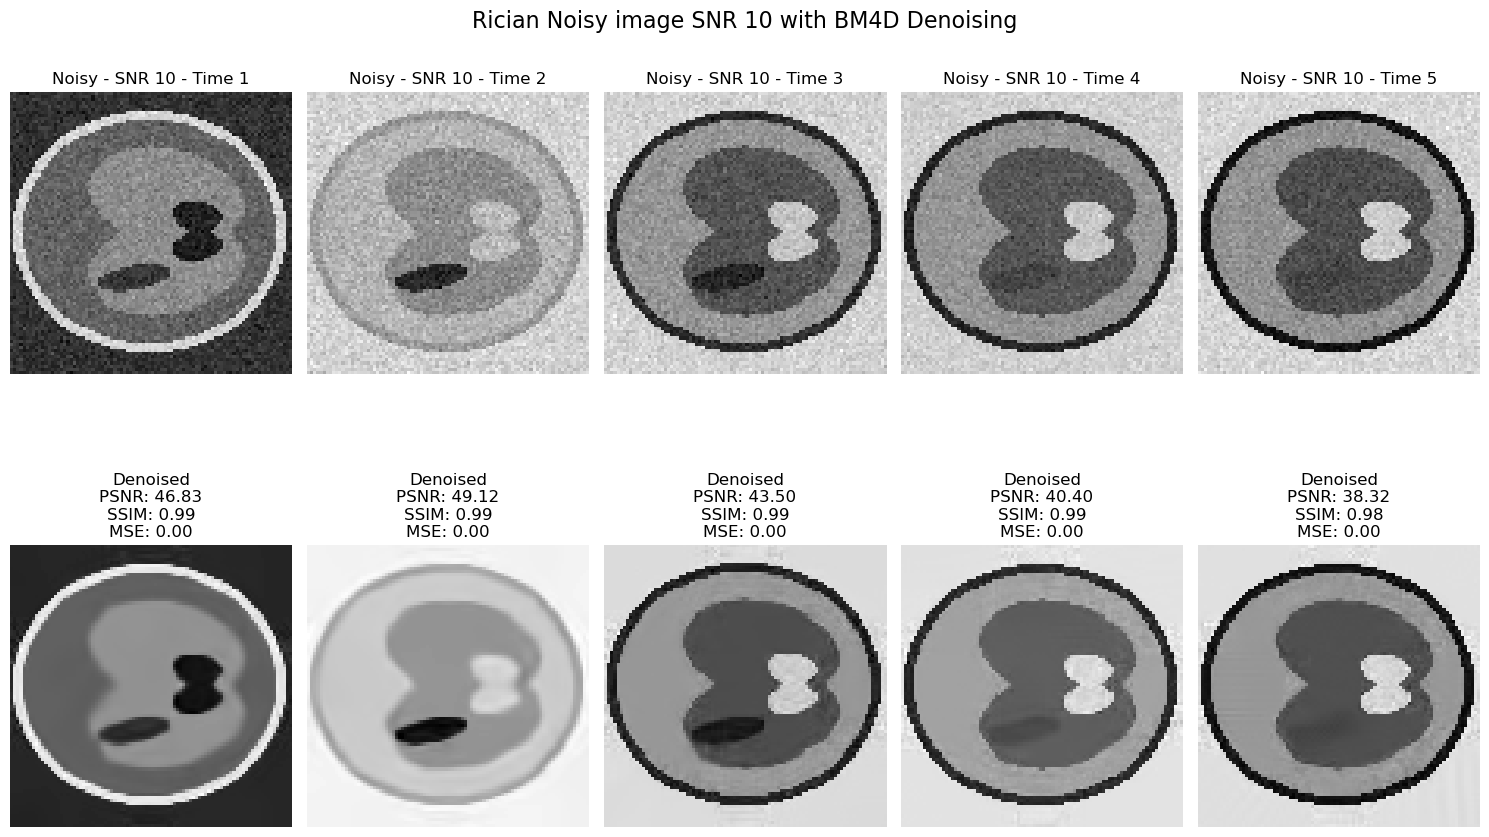 Rician Noisy image SNR 10 with BM4D Denoising
Noisy - SNR 10 - Time 1
Noisy - SNR 10 - Time 2
Noisy - SNR 10 - Time 3
Noisy - SNR 10 - Time 4
Noisy - SNR 10 - Time 5
Denoised
PSNR: 46.83
SSIM: 0.99
MSE: 0.00
Denoised
PSNR: 49.12
SSIM: 0.99
MSE: 0.00
Denoised
PSNR: 43.50
SSIM: 0.99
MSE: 0.00
Denoised
PSNR: 40.40
SSIM: 0.99
MSE: 0.00
Denoised
PSNR: 38.32
SSIM: 0.98
MSE: 0.00